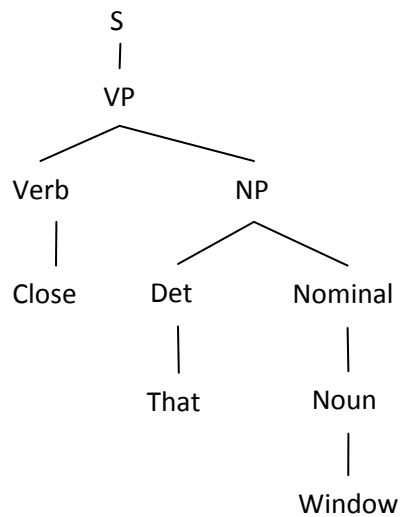 S
VP
Verb NP
Close Det Nominal
That Noun
Window